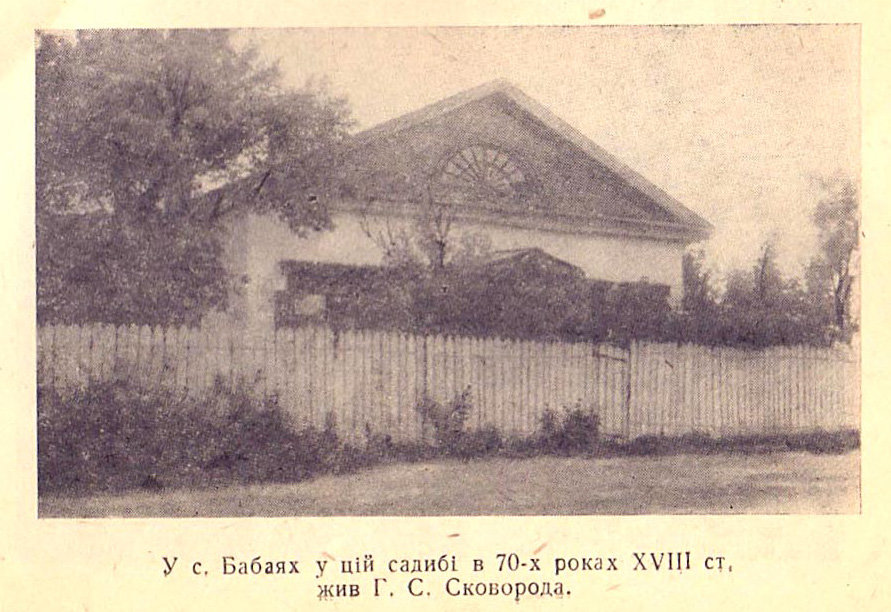 У с. Бабаях у цій садибі в 70-х роках XVIII ст.
жив Г. С. Сковорода.